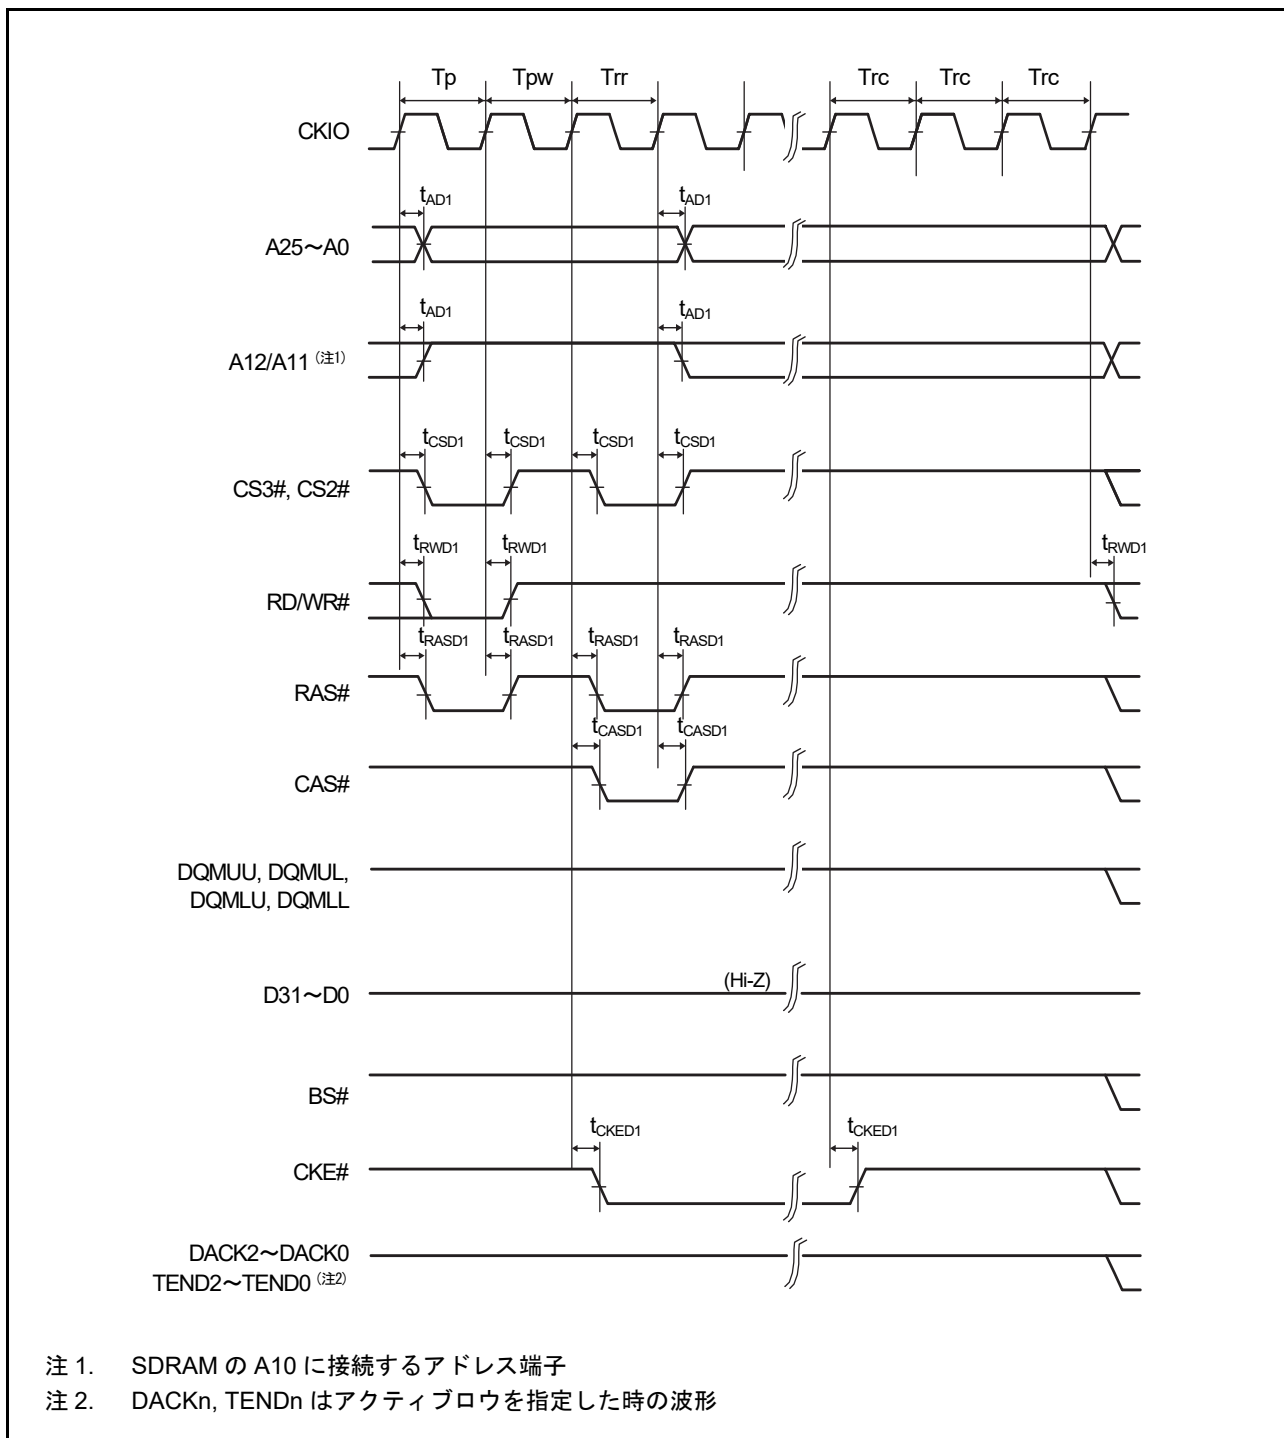 Tp Tpw Trr Trc Trc Trc
CKIO
tAD1 tAD1
A25～A0
tAD1 tAD1
A12/A11 (注1)
tCSD1 tCSD1 tCSD1 tCSD1
CS3#, CS2#
tRWD1 tRWD1 tRWD1
RD/WR#
tRASD1 tRASD1 tRASD1 tRASD1
RAS#
tCASD1 tCASD1
CAS#
DQMUU, DQMUL,
DQMLU, DQMLL
(Hi-Z)
D31～D0
BS#
tCKED1 tCKED1
CKE#
DACK2～DACK0
TEND2～TEND0 (注2)
注 1. SDRAM の A10 に接続するアドレス端子
注 2. DACKn, TENDn はアクティブロウを指定した時の波形